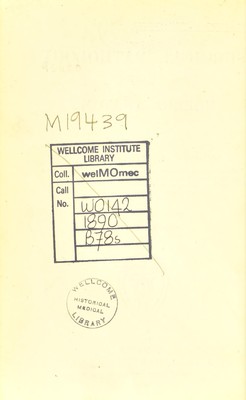 M19439
WELLCOME INSTITUTE
LIBRARY
Coll. welMOmec
Call
No. WO142
1890
B78s
WELLCOME
HISTORICAL
MEDICAL
LIBRARY